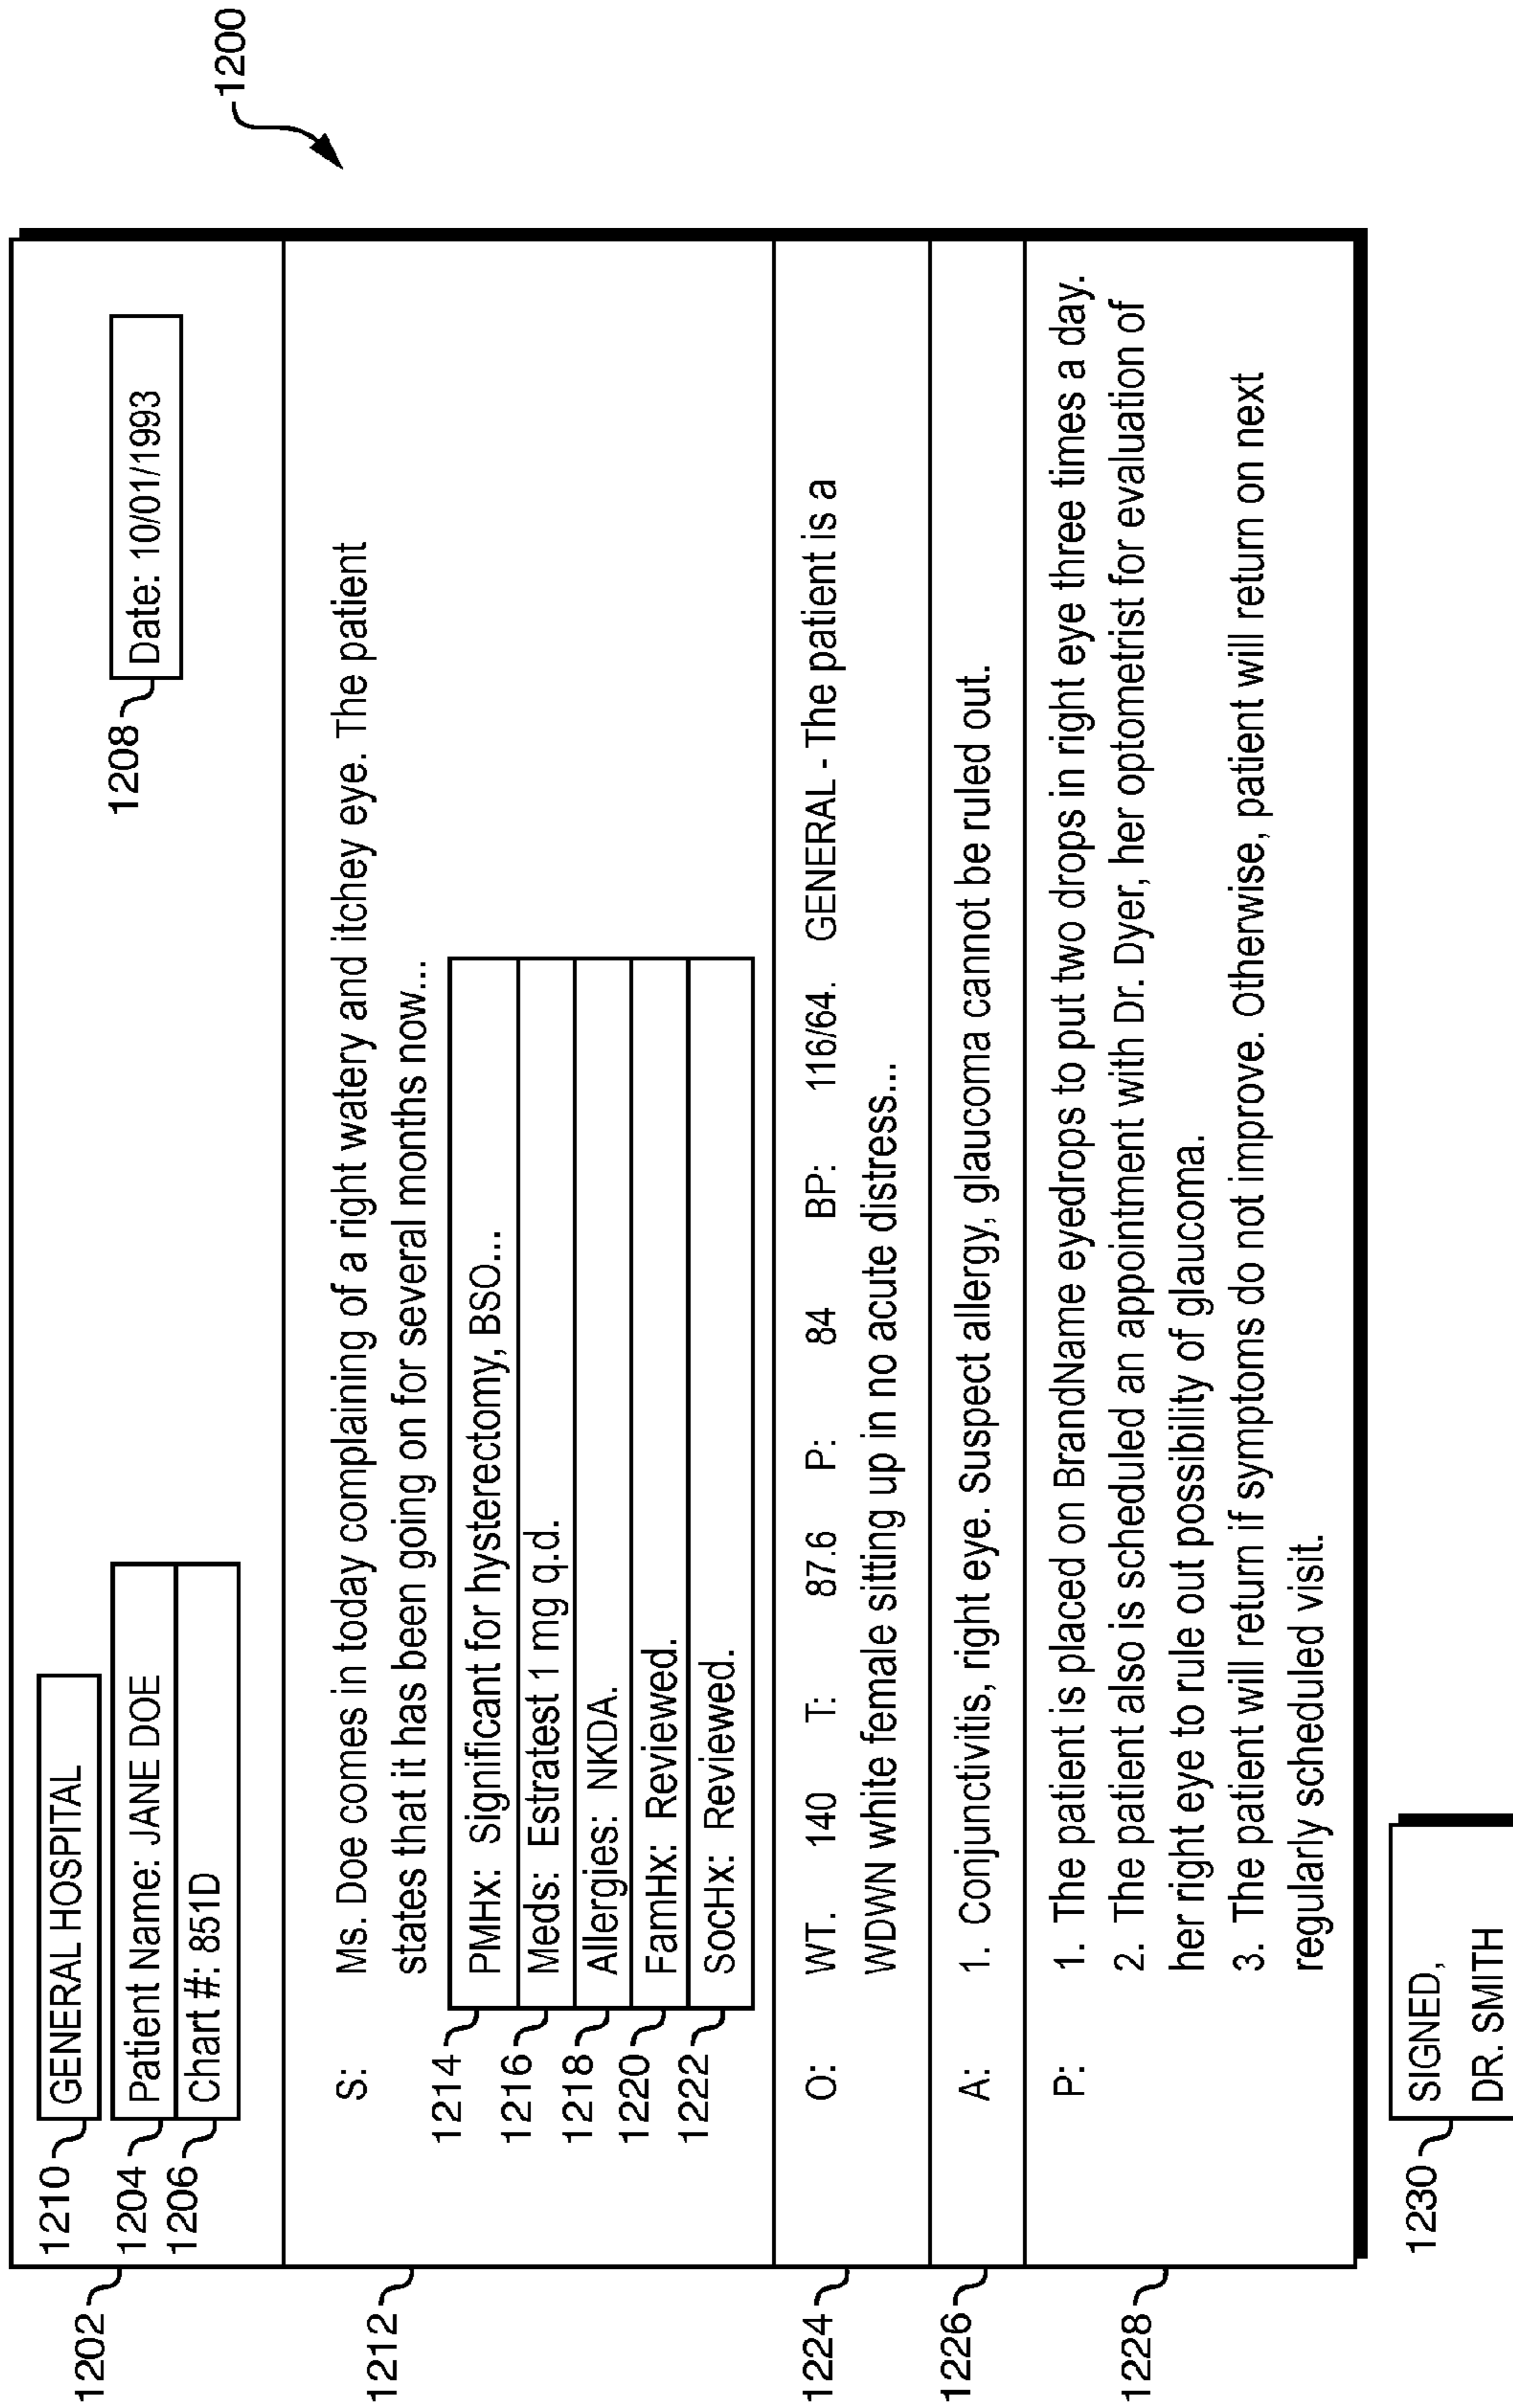 1200
1202
1210
GENERAL HOSPITAL
1204
Patient Name: JANE DOE
1208
Date: 10/01/1993
1206
Chart #: 851D
1212
S: Ms. Doe comes in today complaining of a right watery and itchey eye. The patient
states that it has been going on for several months now...
1214
PMHx: Significant for hysterectomy, BSO...
1216
Meds: Estratest 1 mg q.d.
1218
Allergies: NKDA.
1220
FamHx: Reviewed.
1222
SocHx: Reviewed.
1224
O: WT. 140 T: 87.6 P: 84 BP: 116/64. GENERAL - The patient is a
WDWN white female sitting up in no acute distress...
1226
A: 1. Conjunctivitis, right eye. Suspect allergy, glaucoma cannot be ruled out.
1228
P: 1. The patient is placed on BrandName eyedrops to put two drops in right eye three times a day.
2. The patient also is scheduled an appointment with Dr. Dyer, her optometrist for evaluation of
her right eye to rule out possibility of glaucoma.
3. The patient will return if symptoms do not improve. Otherwise, patient will return on next
regularly scheduled visit.
1230
SIGNED,
DR. SMITH